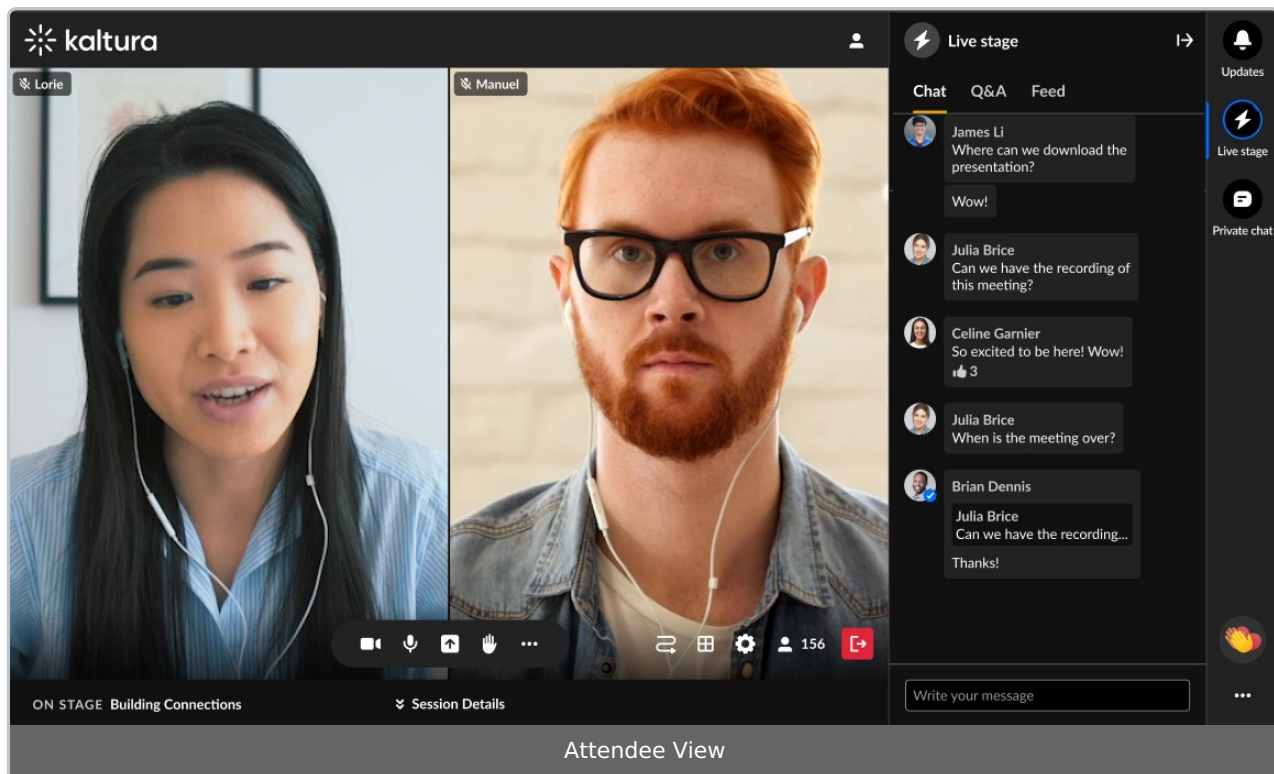 kaltura
Lorie
Manuel
ON STAGE Building Connections
Session Details
156
Live stage
Chat Q&A Feed
James Li
Where can we download the
presentation?
Wow!
Julia Brice
Can we have the recording of
this meeting?
Celine Garnier
So excited to be here! Wow!
3
Julia Brice
When is the meeting over?
Brian Dennis
Julia Brice
Can we have the recording...
Thanks!
Write your message
Updates
Live stage
Private chat
Attendee View